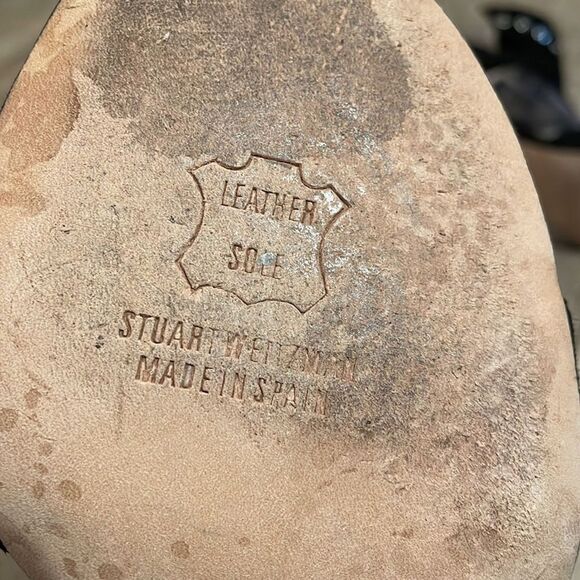 LEATHER
SOLE
STUART WEITZMAN
MADE IN SPAIN